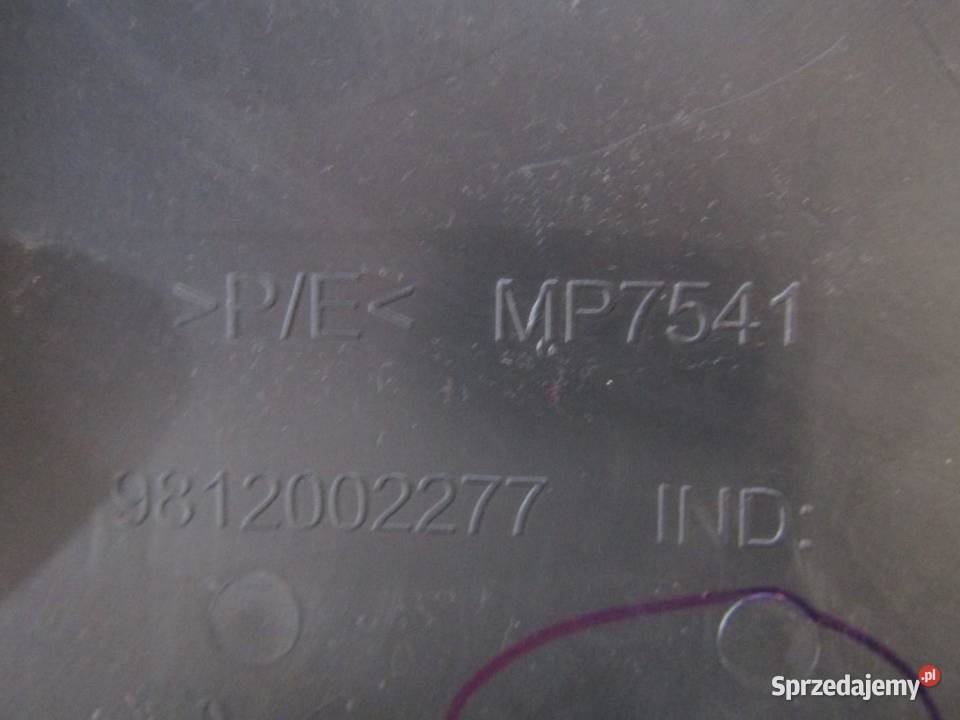 >P/E< MP7541
9812002277 IND:
Sprzedajemy.pl